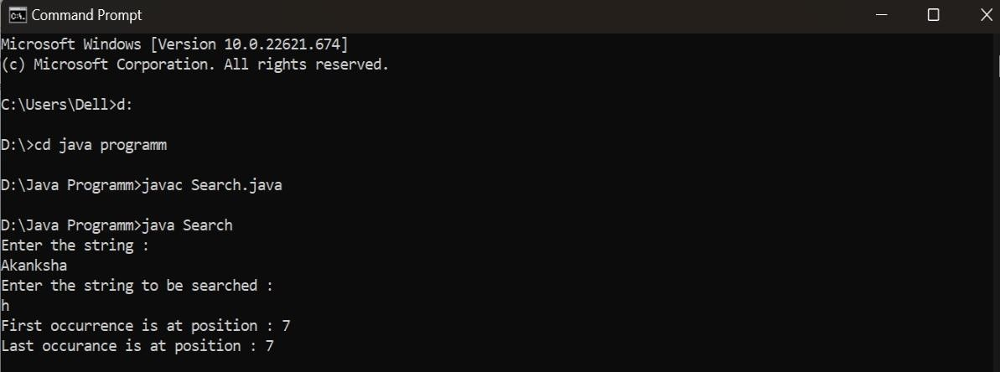 Command Prompt
Microsoft Windows [Version 10.0.22621.674]
(c) Microsoft Corporation. All rights reserved.
C:\Users\Dell>d:
D:\>cd java programm
D:\Java Programm>javac Search.java
D:\Java Programm>java Search
Enter the string :
Akanksha
Enter the string to be searched :
h
First occurrence is at position : 7
Last occurance is at position : 7